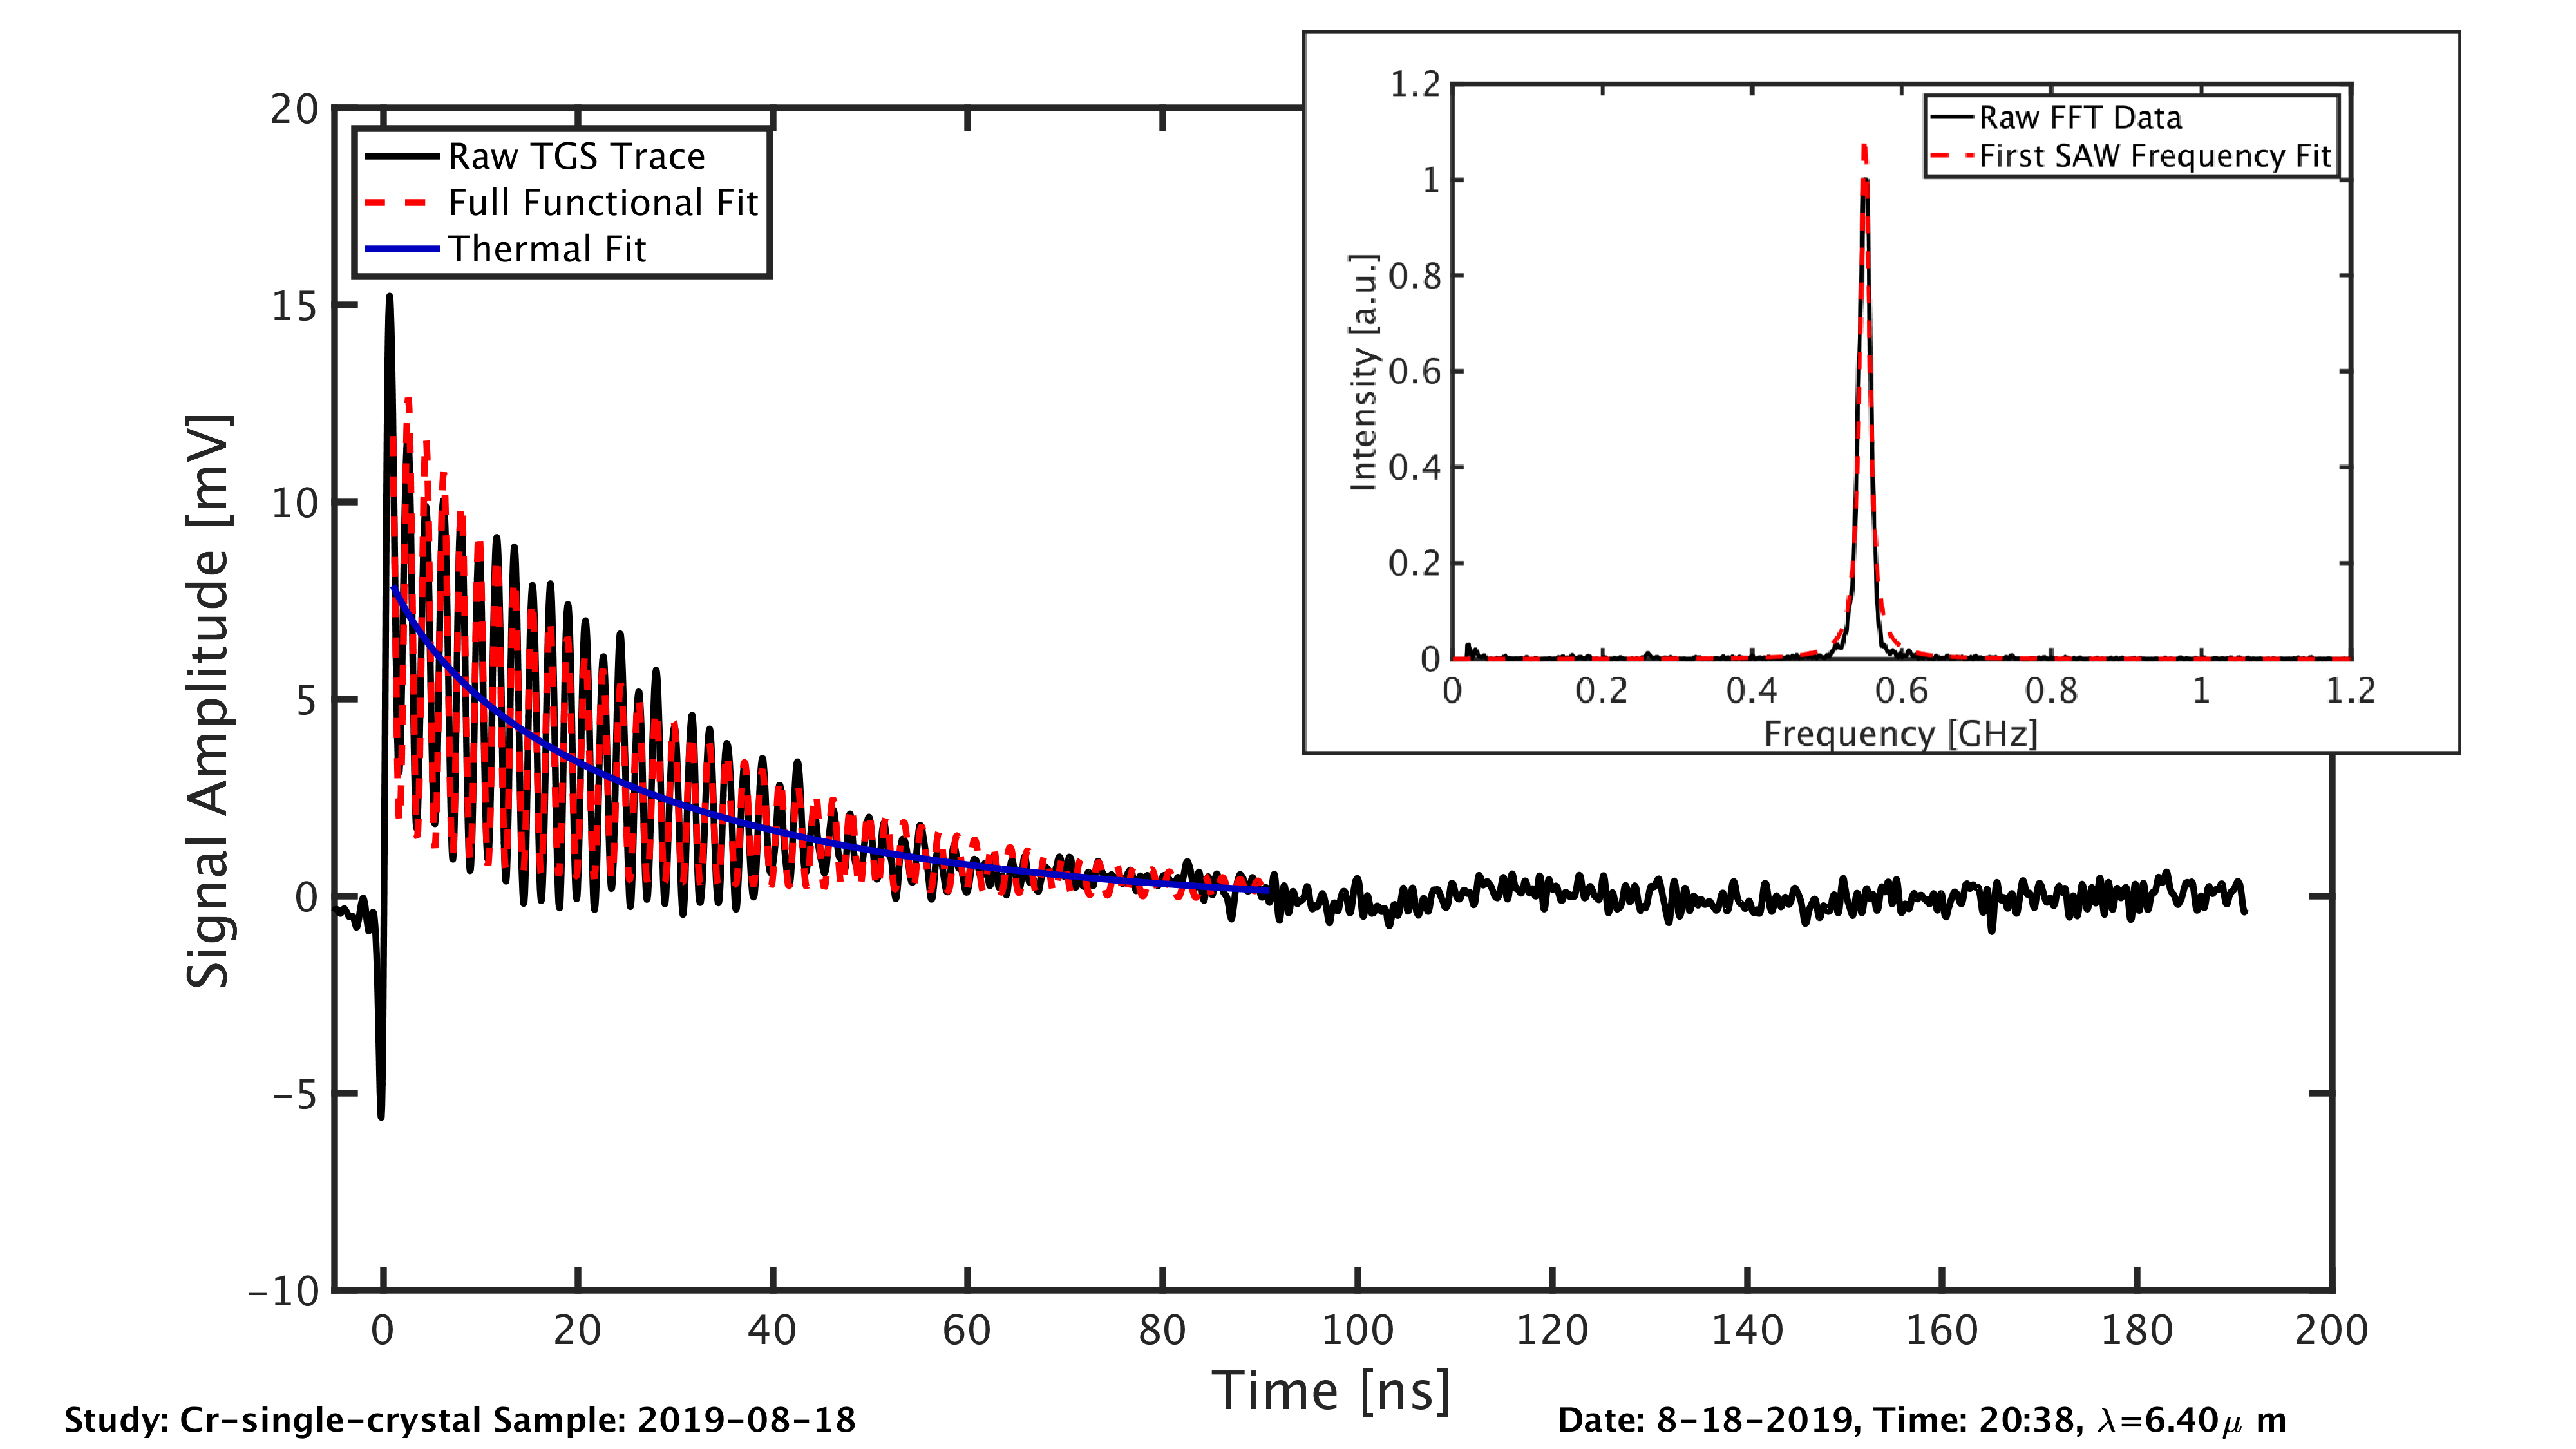 1.2
1
0.8
0.6
0.4
0.2
0
Intensity [a.u.]
Raw FFT Data
First SAW Frequency Fit
0 0.2 0.4 0.6 0.8 1 1.2
Frequency [GHz]
20
15
10
5
0
−5
−10
Signal Amplitude [mV]
Raw TGS Trace
Full Functional Fit
Thermal Fit
0 20 40 60 80 100 120 140 160 180 200
Time [ns]
Study: Cr−single−crystal Sample: 2019−08−18
Date: 8−18−2019, Time: 20:38, λ=6.40μ m